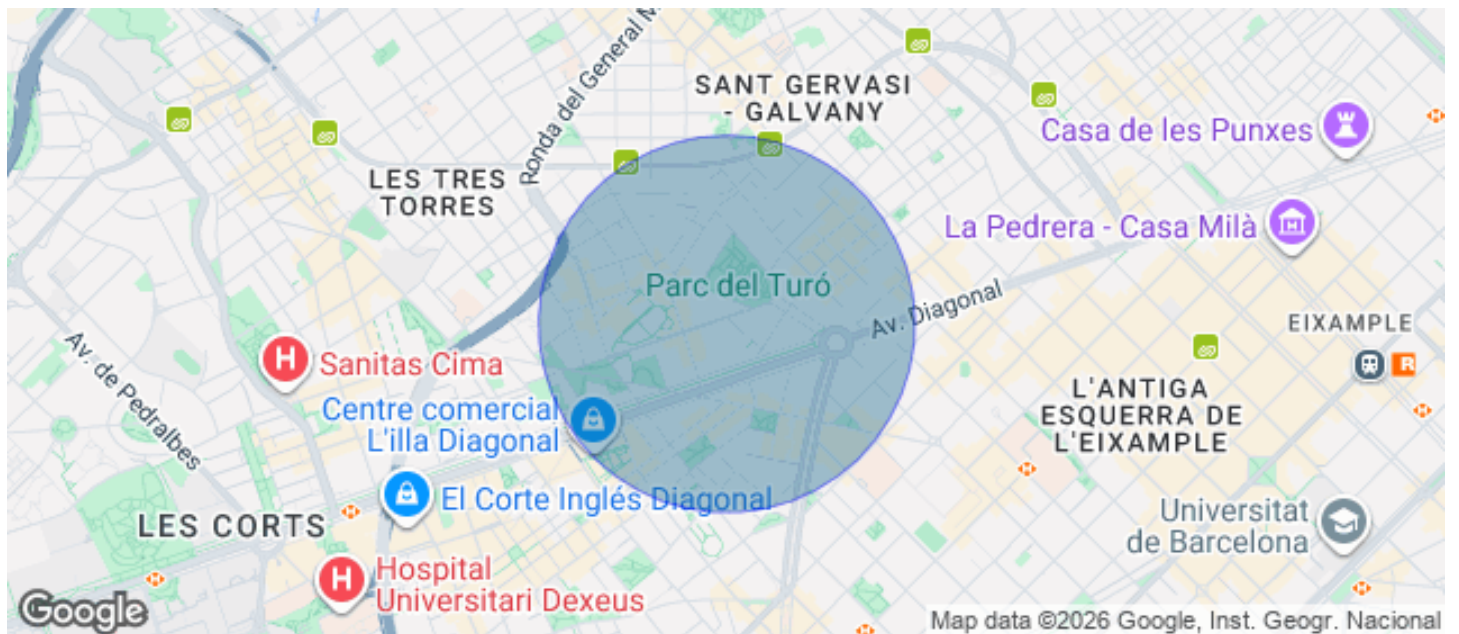 Ronda del General M
SANT GERVASI
- GALVANY
Casa de les Punxes
LES TRES
TORRES
La Pedrera - Casa Milà
Parc del Turó
Av. Diagonal
EIXAMPLE
Av. de Pedralbes
H
Sanitas Cima
R
Centre comercial
L'illa Diagonal
L'ANTIGA
ESQUERRA DE
L'EIXAMPLE
El Corte Inglés Diagonal
LES CORTS
Universitat
de Barcelona
H
Hospital
Universitari Dexeus
Google
Map data ©2026 Google, Inst. Geogr. Nacional